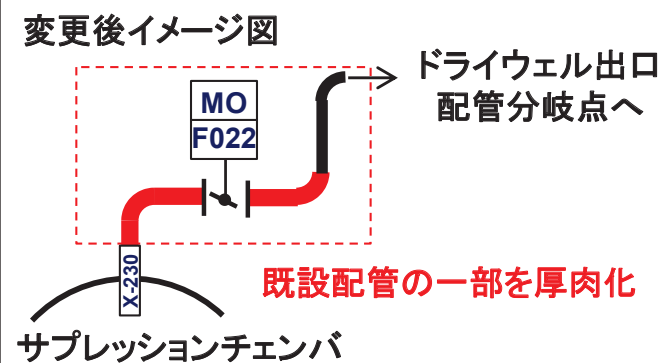 変更後イメージ図
ドライウェル出口
配管分岐点へ
MO
F022
X-230
既設配管の一部を厚肉化
サプレッションチェンバ